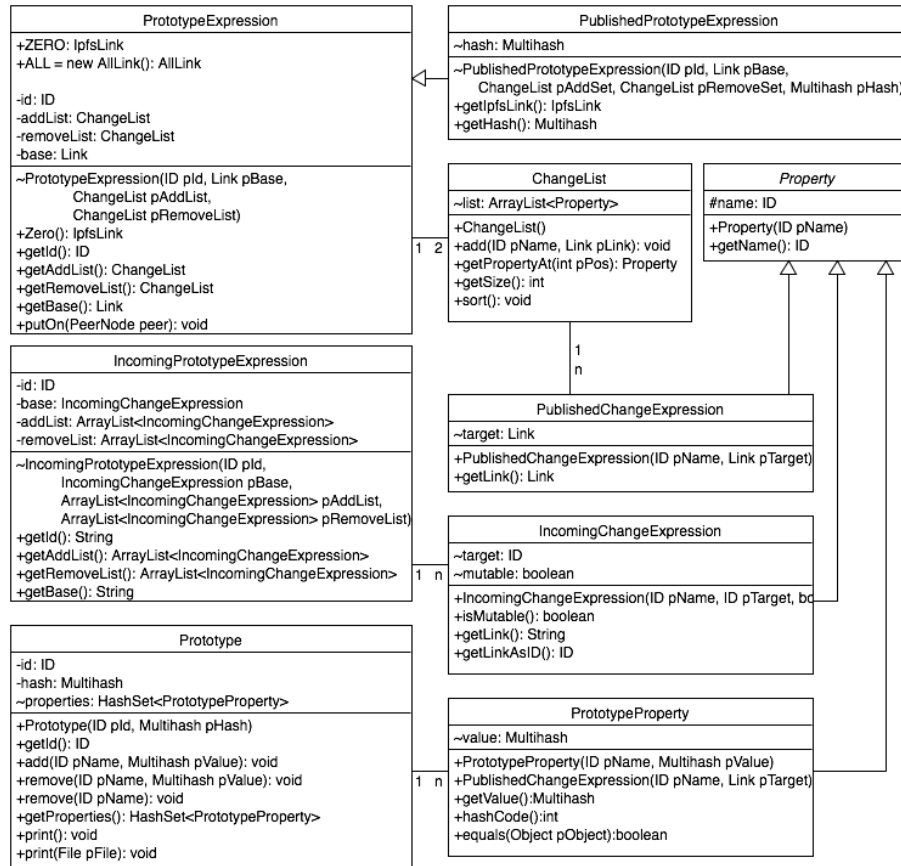 PrototypeExpression
+ZERO: IpfsLink
+ALL = new AllLink(): AllLink
-id: ID
-addList: ChangeList
-removeList: ChangeList
-base: Link
~PrototypeExpression(ID pId, Link pBase,
ChangeList pAddList,
ChangeList pRemoveList)
+Zero(): IpfsLink
+getId(): ID
+getAddList(): ChangeList
+getRemoveList(): ChangeList
+getBase(): Link
+putOn(PeerNode peer): void
PublishedPrototypeExpression
~hash: Multihash
~PublishedPrototypeExpression(ID pId, Link pBase,
ChangeList pAddSet, ChangeList pRemoveSet, Multihash pHash)
+getIpfsLink(): IpfsLink
+getHash(): Multihash
1 2
ChangeList
~list: ArrayList<Property>
+ChangeList()
+add(ID pName, Link pLink): void
+getPropertyAt(int pPos): Property
+getSize(): int
+sort(): void
Property
#name: ID
+Property(ID pName)
+getName(): ID
1
n
IncomingPrototypeExpression
-id: ID
-base: IncomingChangeExpression
-addList: ArrayList<IncomingChangeExpression>
-removeList: ArrayList<IncomingChangeExpression>
~IncomingPrototypeExpression(ID pId,
IncomingChangeExpression pBase,
ArrayList<IncomingChangeExpression> pAddList,
ArrayList<IncomingChangeExpression> pRemoveList)
+getId(): String
+getAddList(): ArrayList<IncomingChangeExpression>
+getRemoveList(): ArrayList<IncomingChangeExpression>
+getBase(): String
PublishedChangeExpression
~target: Link
+PublishedChangeExpression(ID pName, Link pTarget)
+getLink(): Link
1 n
IncomingChangeExpression
~target: ID
~mutable: boolean
+IncomingChangeExpression(ID pName, ID pTarget, bo
+isMutable(): boolean
+getLink(): String
+getLinkAsID(): ID
Prototype
-id: ID
-hash: Multihash
~properties: HashSet<PrototypeProperty>
+Prototype(ID pId, Multihash pHash)
+getId(): ID
+add(ID pName, Multihash pValue): void
+remove(ID pName, Multihash pValue): void
+remove(ID pName): void
+getProperties(): HashSet<PrototypeProperty>
+print(): void
+print(File pFile): void
1 n
PrototypeProperty
~value: Multihash
+PrototypeProperty(ID pName, Multihash pValue)
+PublishedChangeExpression(ID pName, Link pTarget)
+getValue():Multihash
+hashCode():int
+equals(Object pObject):boolean